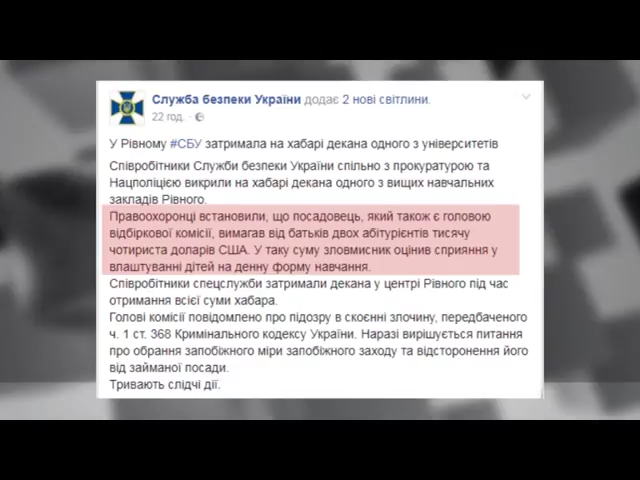 Служба безпеки України додає 2 нові світлини.
22 год. ·
У Рівному #СБУ затримала на хабарі декана одного з університетів
Співробітники Служби безпеки України спільно з прокуратурою та
Нацполіцією викрили на хабарі декана одного з вищих навчальних
закладів Рівного.
Правоохоронці встановили, що посадовець, який також є головою
відбіркової комісії, вимагав від батьків двох абітурієнтів тисячу
чотириста доларів США. У таку суму зловмисник оцінив сприяння у
влаштуванні дітей на денну форму навчання.
Співробітники спецслужби затримали декана у центрі Рівного під час
отримання всієї суми хабара.
Голові комісії повідомлено про підозру в скоєнні злочину, передбаченого
ч. 1 ст. 368 Кримінального кодексу України. Наразі вирішується питання
про обрання запобіжного міри запобіжного заходу та відсторонення його
від займаної посади.
Тривають слідчі дії.